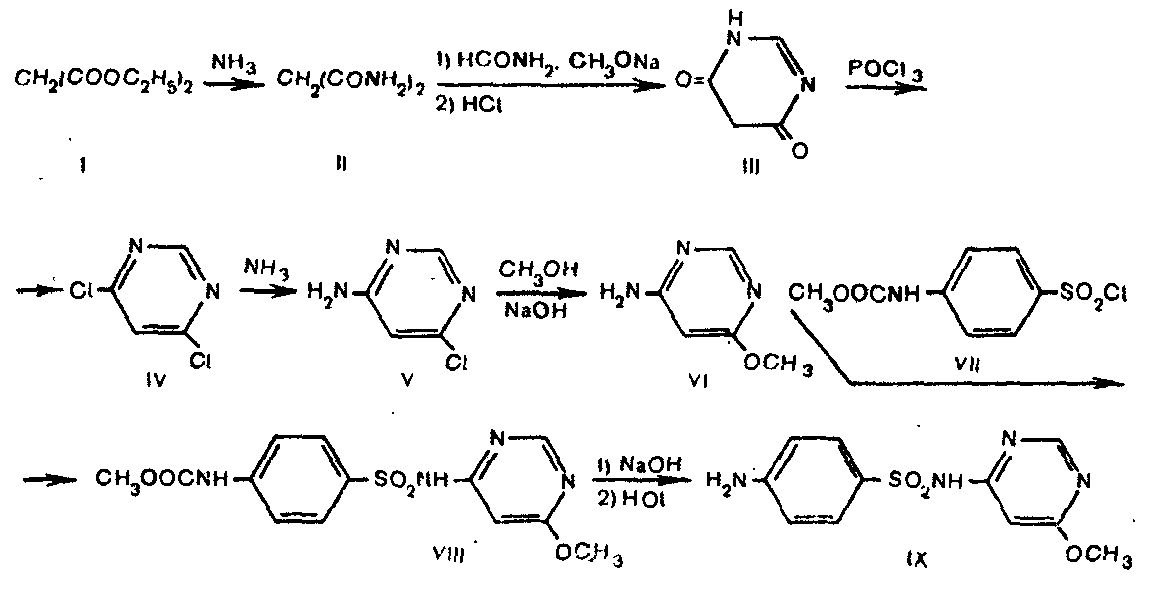 CH₂(COOC₂H₅)₂ NH₃ CH₂(CONH₂)₂ 1) HCONH₂. CH₃ONa 2) HCl H N N O= O POCl₃
I II III
Cl N N Cl NH₃ H₂N N N Cl CH₃OH NaOH H₂N N N OCH₃ CH₃OOCNH SO₂Cl
IV V VI VII
CH₃OOCNH SO₂NH N N OCH₃ 1) NaOH 2) HCl H₂N SO₂NH N N OCH₃
VIII IX